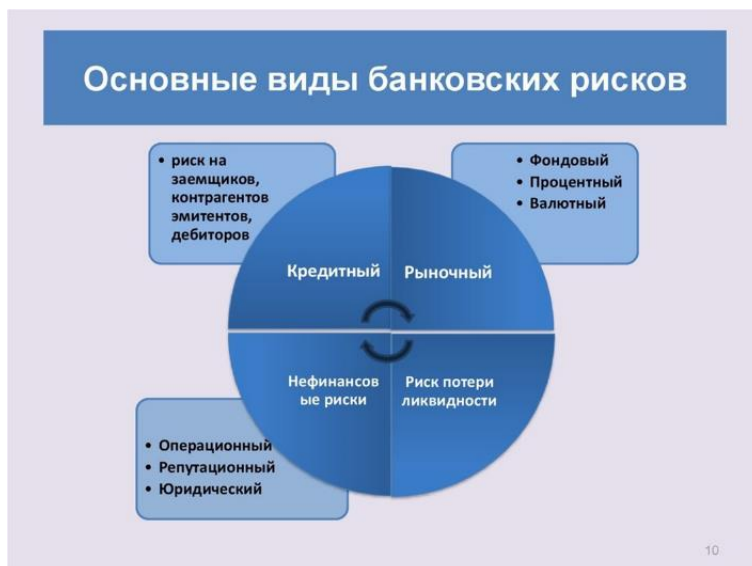 Основные виды банковских рисков
• риск на
заемщиков,
контрагентов
эмитентов,
дебиторов
• Фондовый
• Процентный
• Валютный
Кредитный
Рыночный
Нефинансов
ые риски
Риск потери
ликвидности
• Операционный
• Репутационный
• Юридический
10